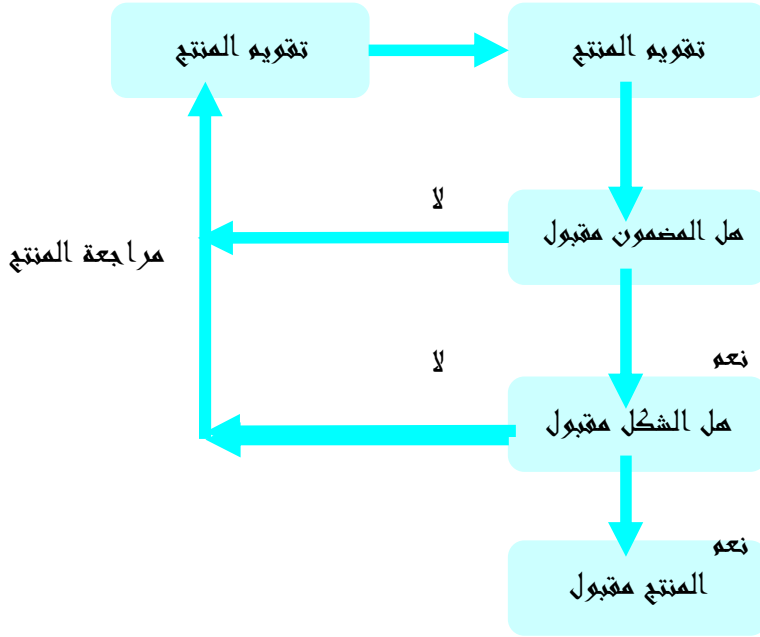 تقويم المنتج
تقويم المنتج
لا
هل المضمون مقبول
مراجعة المنتج
نعم
لا
هل الشكل مقبول
نعم
المنتج مقبول